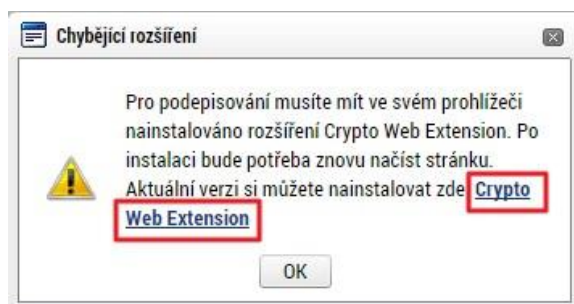 Chybějící rozšíření
Pro podepisování musíte mít ve svém prohlížeči
nainstalováno rozšíření Crypto Web Extension. Po
instalaci bude potřeba znovu načíst stránku.
Aktuální verzi si můžete nainstalovat zde Crypto
Web Extension
OK